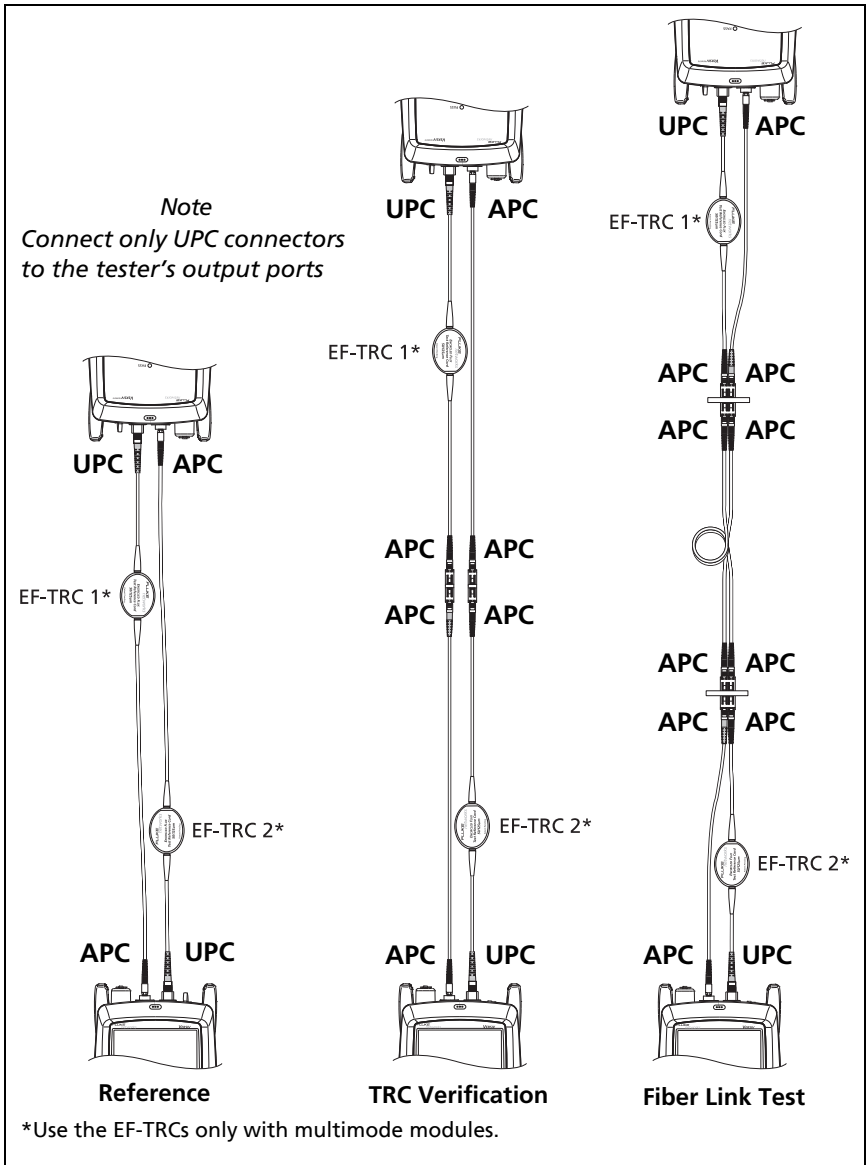 UPC APC
EF-TRC 1*
APC APC
APC APC
APC APC
APC APC
EF-TRC 2*
APC UPC
Fiber Link Test
UPC APC
EF-TRC 1*
APC APC
APC APC
EF-TRC 2*
APC UPC
TRC Verification
Note
Connect only UPC connectors
to the tester's output ports
UPC APC
EF-TRC 1*
EF-TRC 2*
APC UPC
Reference
*Use the EF-TRCs only with multimode modules.